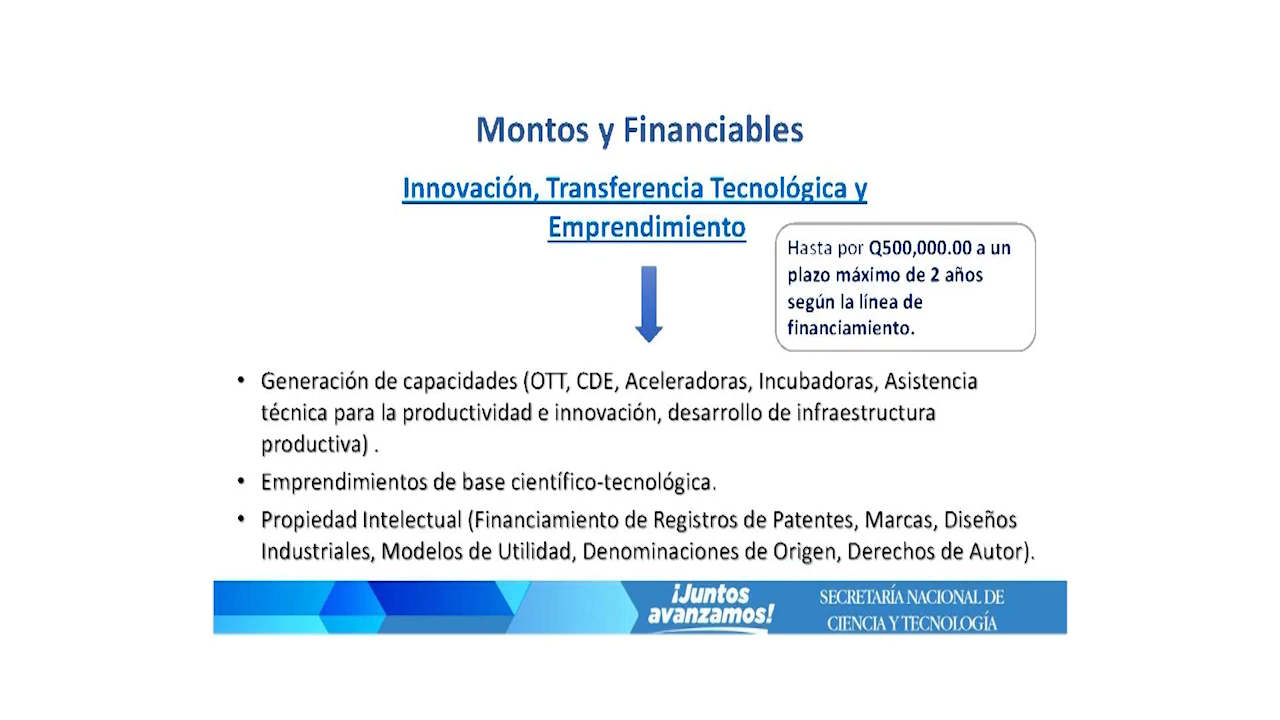 Montos y Financiables
Innovación, Transferencia Tecnológica y
Emprendimiento
Hasta por Q500,000.00 a un
plazo máximo de 2 años
según la línea de
financiamiento.
• Generación de capacidades (OTT, CDE, Aceleradoras, Incubadoras, Asistencia
técnica para la productividad e innovación, desarrollo de infraestructura
productiva) .
• Emprendimientos de base científico-tecnológica.
• Propiedad Intelectual (Financiamiento de Registros de Patentes, Marcas, Diseños
Industriales, Modelos de Utilidad, Denominaciones de Origen, Derechos de Autor).
¡Juntos
avanzamos!
SECRETARÍA NACIONAL DE
CIENCIA Y TECNOLOGÍA